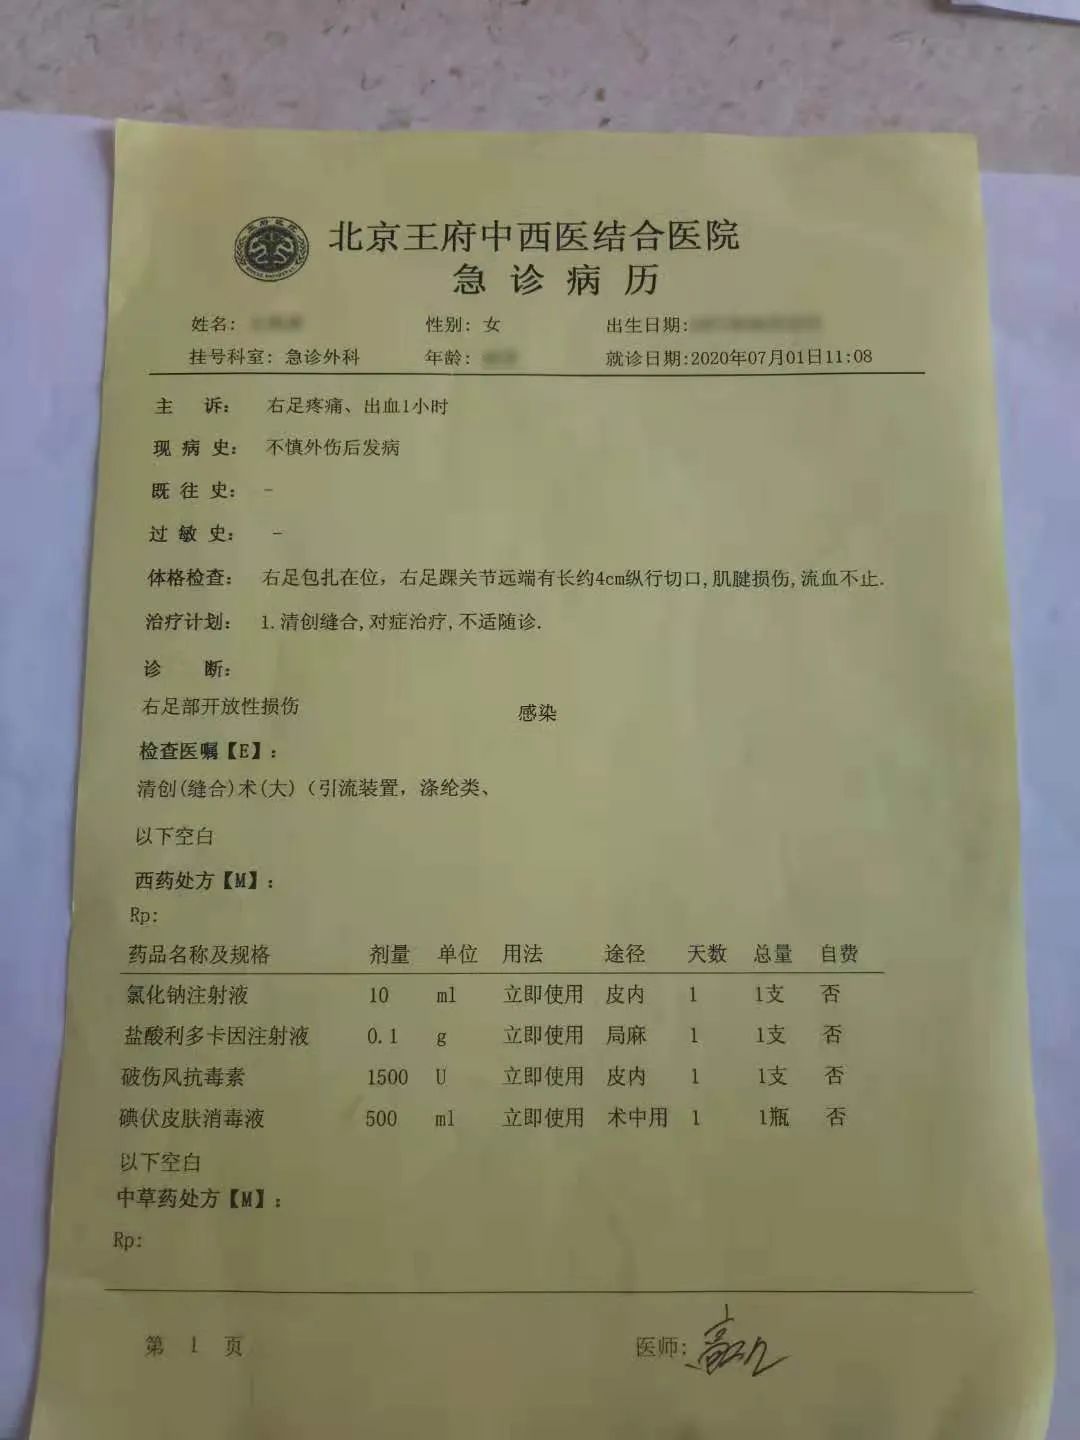 北京王府中西医结合医院
急诊病历
姓名: 性别: 女 出生日期:
挂号科室: 急诊外科 年龄: 就诊日期:2020年07月01日11:08
主 诉: 右足疼痛、出血1小时
现 病 史: 不慎外伤后发病
既 往 史: -
过 敏 史: -
体格检查: 右足包扎在位，右足踝关节远端有长约4cm纵行切口,肌腱损伤,流血不止.
治疗计划: 1.清创缝合,对症治疗,不适随诊.
诊 断:
右足部开放性损伤 感染
检查医嘱【E】:
清创(缝合)术(大)（引流装置，涤纶类、
以下空白
西药处方【M】:
Rp:
药品名称及规格 剂量 单位 用法 途径 天数 总量 自费
氯化钠注射液 10 ml 立即使用 皮内 1 1支 否
盐酸利多卡因注射液 0.1 g 立即使用 局麻 1 1支 否
破伤风抗毒素 1500 U 立即使用 皮内 1 1支 否
碘伏皮肤消毒液 500 ml 立即使用 术中用 1 1瓶 否
以下空白
中草药处方【M】:
Rp:
第 1 页 医师: